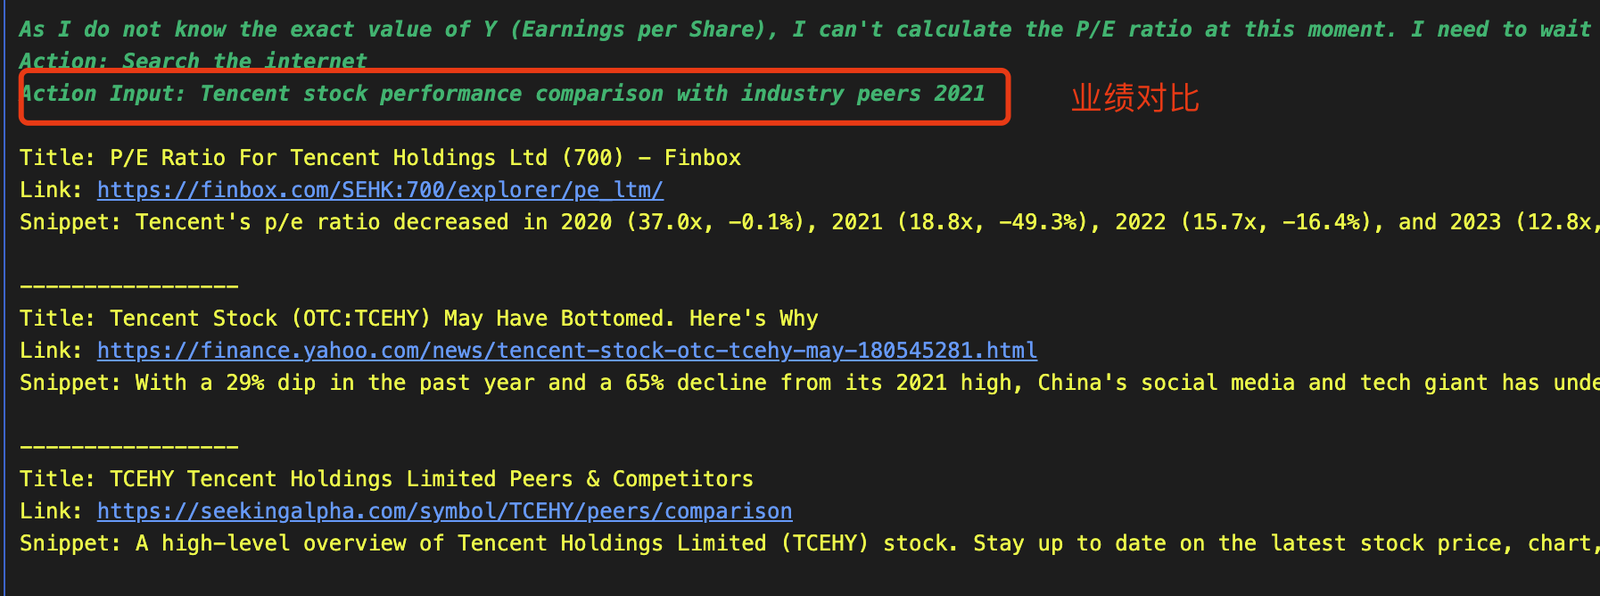 As I do not know the exact value of Y (Earnings per Share), I can't calculate the P/E ratio at this moment. I need to wait
Action: Search the internet
Action Input: Tencent stock performance comparison with industry peers 2021
业绩对比
Title: P/E Ratio For Tencent Holdings Ltd (700) - Finbox
Link: https://finbox.com/SEHK:700/explorer/pe_ltm/
Snippet: Tencent's p/e ratio decreased in 2020 (37.0x, -0.1%), 2021 (18.8x, -49.3%), 2022 (15.7x, -16.4%), and 2023 (12.8x,
-----------------
Title: Tencent Stock (OTC:TCEHY) May Have Bottomed. Here's Why
Link: https://finance.yahoo.com/news/tencent-stock-otc-tcehy-may-180545281.html
Snippet: With a 29% dip in the past year and a 65% decline from its 2021 high, China's social media and tech giant has unde
-----------------
Title: TCEHY Tencent Holdings Limited Peers & Competitors
Link: https://seekingalpha.com/symbol/TCEHY/peers/comparison
Snippet: A high-level overview of Tencent Holdings Limited (TCEHY) stock. Stay up to date on the latest stock price, chart,